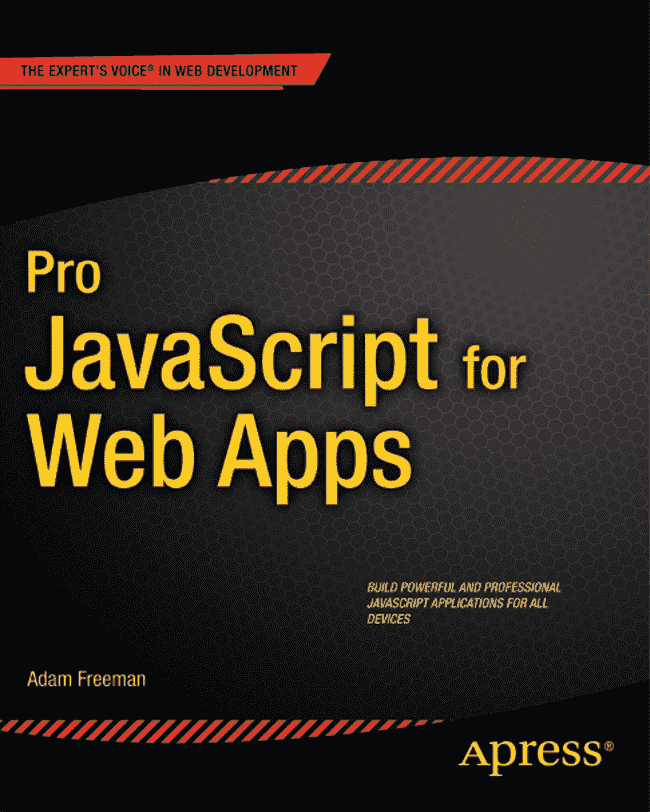 THE EXPERT'S VOICE® IN WEB DEVELOPMENT
Pro
JavaScript for
Web Apps
BUILD POWERFUL AND PROFESSIONAL
JAVASCRIPT APPLICATIONS FOR ALL
DEVICES
Adam Freeman
Apress®